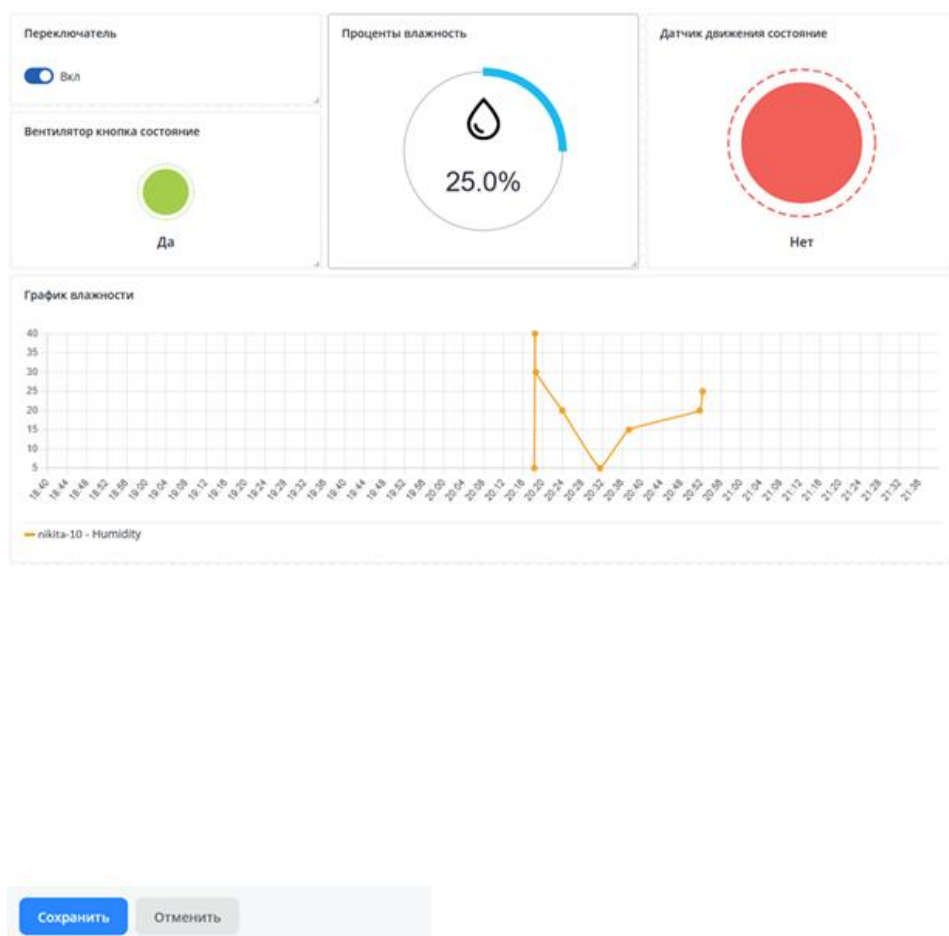 Переключатель
Вкл
Вентилятор кнопка состояние
Да
Проценты влажность
25.0%
Датчик движения состояние
Нет
График влажности
40
35
30
25
20
15
10
5
18:40 18:44 18:48 18:52 18:56 19:00 19:04 19:08 19:12 19:16 19:20 19:24 19:28 19:32 19:36 19:40 19:44 19:48 19:52 19:56 20:00 20:04 20:08 20:12 20:16 20:20 20:24 20:28 20:32 20:36 20:40 20:44 20:48 20:52 20:56 21:00 21:04 21:08 21:12 21:16 21:20 21:24 21:28 21:32 21:36
nikita-10 - Humidity
Сохранить Отменить